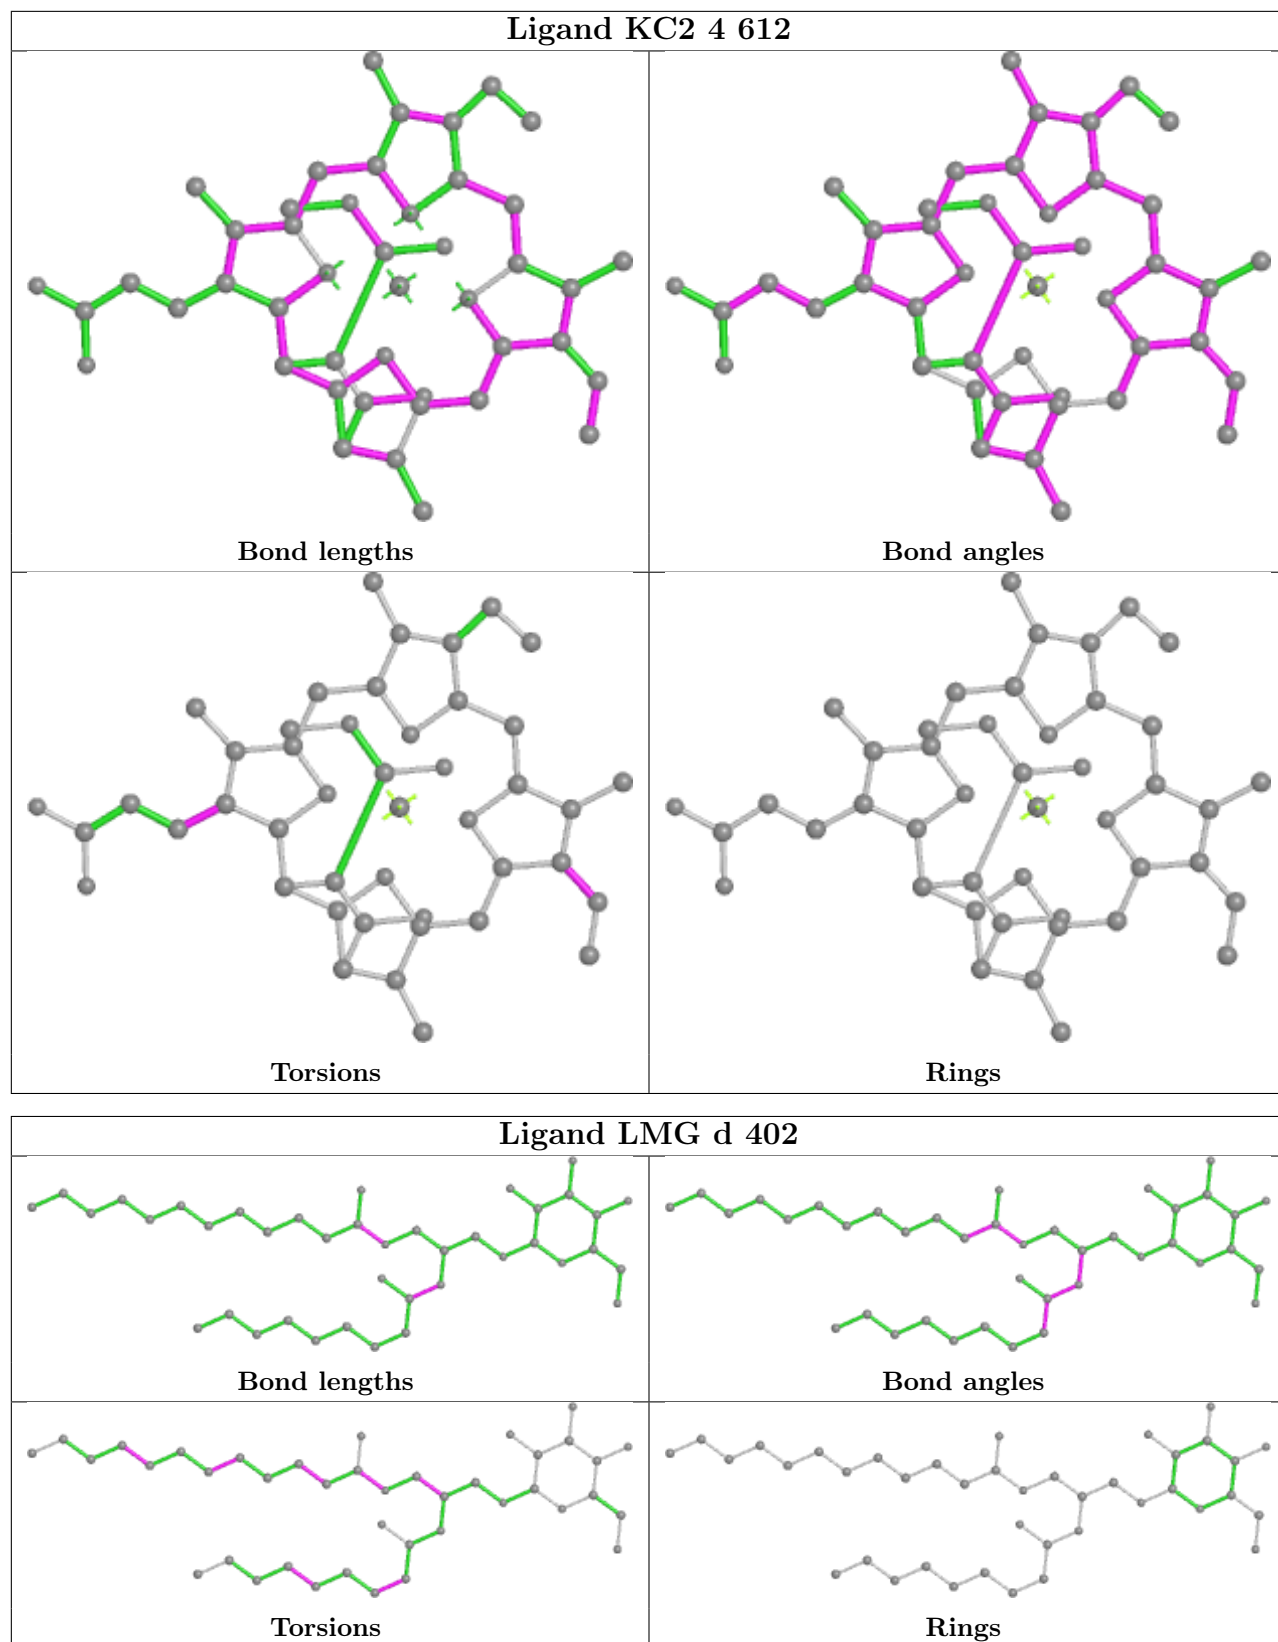 Ligand KC2 4 612
Bond lengths
Bond angles
Torsions
Rings
Ligand LMG d 402
Bond lengths
Bond angles
Torsions
Rings